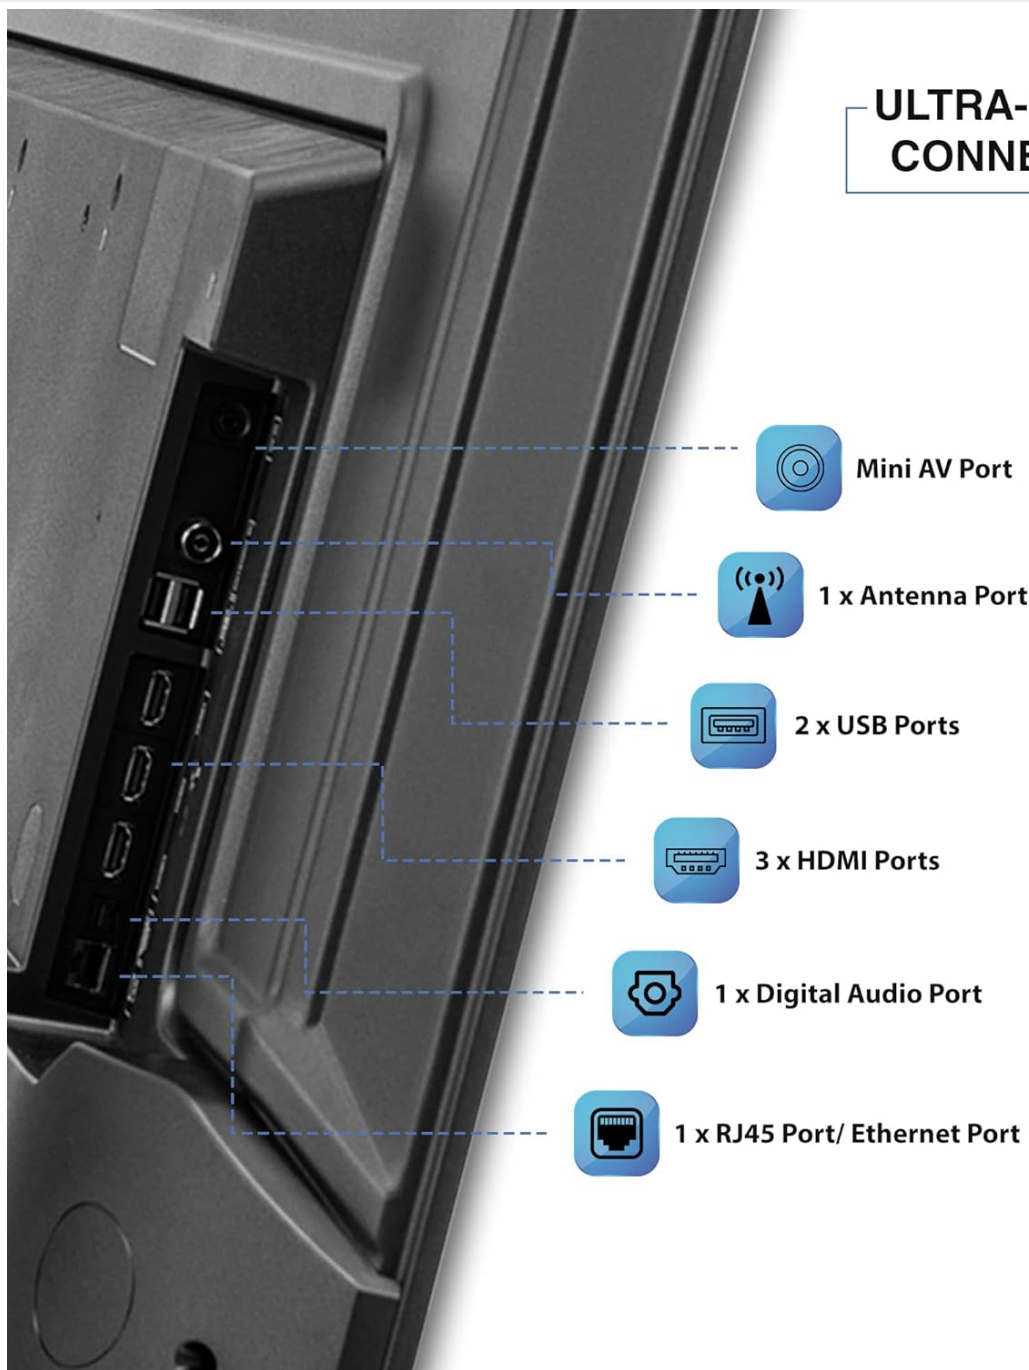 ULTRA-
CONNE
Mini AV Port
1 x Antenna Port
2 x USB Ports
3 x HDMI Ports
1 x Digital Audio Port
1 x RJ45 Port/ Ethernet Port